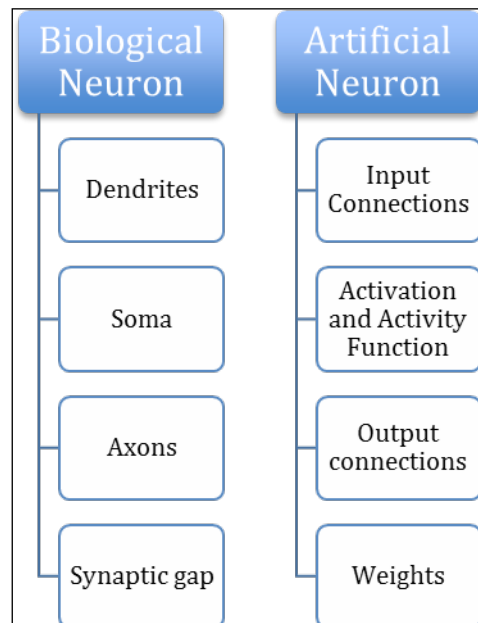 Biological
Neuron
Dendrites
Soma
Axons
Synaptic gap
Artificial
Neuron
Input
Connections
Activation
and Activity
Function
Output
connections
Weights